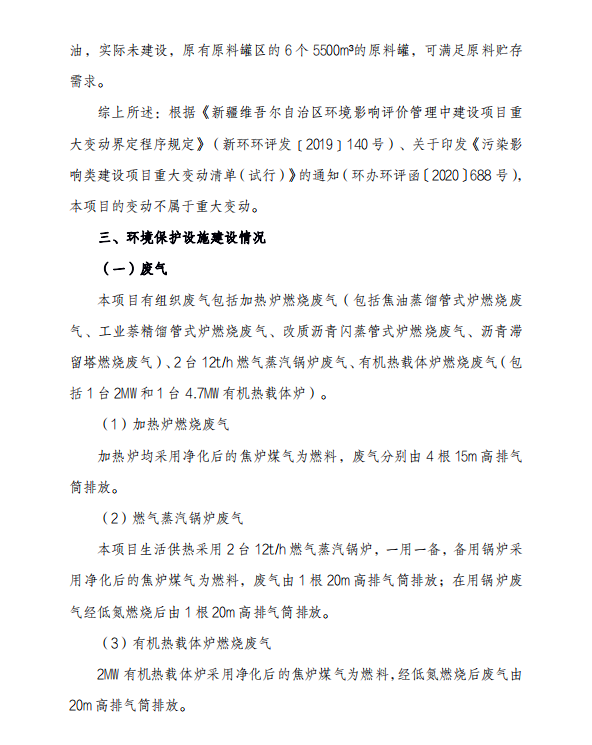 油，实际未建设，原有原料罐区的 6 个 5500m³的原料罐，可满足原料贮存
需求。
综上所述：根据《新疆维吾尔自治区环境影响评价管理中建设项目重
大变动界定程序规定》（新环环评发〔2019〕140 号）、关于印发《污染影
响类建设项目重大变动清单（试行）》的通知（环办环评函〔2020〕688 号），
本项目的变动不属于重大变动。
三、环境保护设施建设情况
（一）废气
本项目有组织废气包括加热炉燃烧废气（包括焦油蒸馏管式炉燃烧废
气、工业萘精馏管式炉燃烧废气、改质沥青闪蒸管式炉燃烧废气、沥青滞
留塔燃烧废气）、2 台 12t/h 燃气蒸汽锅炉废气、有机热载体炉燃烧废气（包
括 1 台 2MW 和 1 台 4.7MW 有机热载体炉）。
（1）加热炉燃烧废气
加热炉均采用净化后的焦炉煤气为燃料，废气分别由 4 根 15m 高排气
筒排放。
（2）燃气蒸汽锅炉废气
本项目生活供热采用 2 台 12t/h 燃气蒸汽锅炉，一用一备，备用锅炉采
用净化后的焦炉煤气为燃料，废气由 1 根 20m 高排气筒排放；在用锅炉废
气经低氮燃烧后由 1 根 20m 高排气筒排放。
（3）有机热载体炉燃烧废气
2MW 有机热载体炉采用净化后的焦炉煤气为燃料，经低氮燃烧后废气由
20m 高排气筒排放。